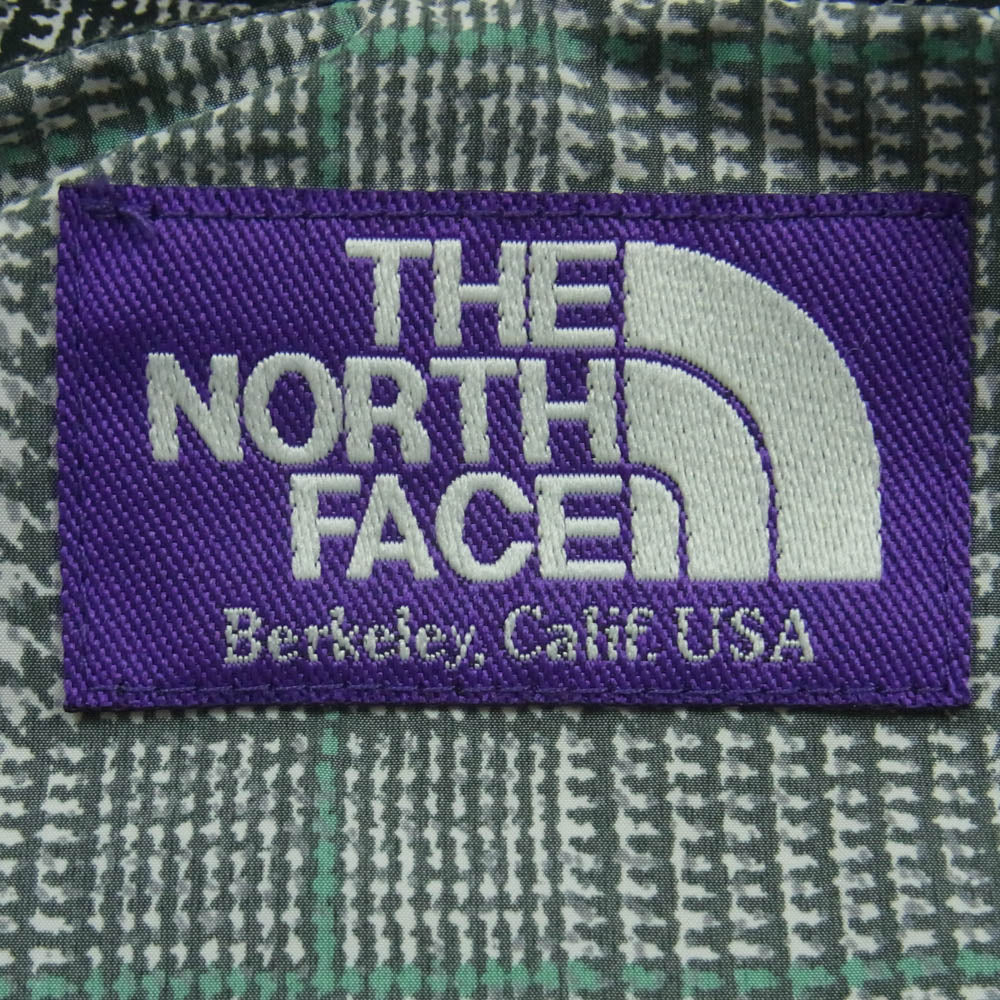 THE
NORTH
FACE
Berkeley, Calif. USA